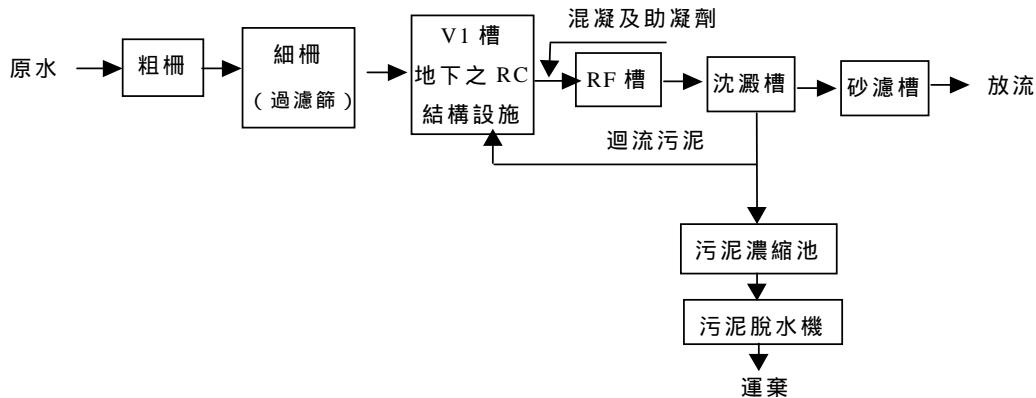 混凝及助凝劑
原水
粗柵
細柵
（過濾篩）
V1 槽
地下之 RC
結構設施
RF 槽
沈澱槽
砂濾槽
放流
迴流污泥
污泥濃縮池
污泥脫水機
運棄